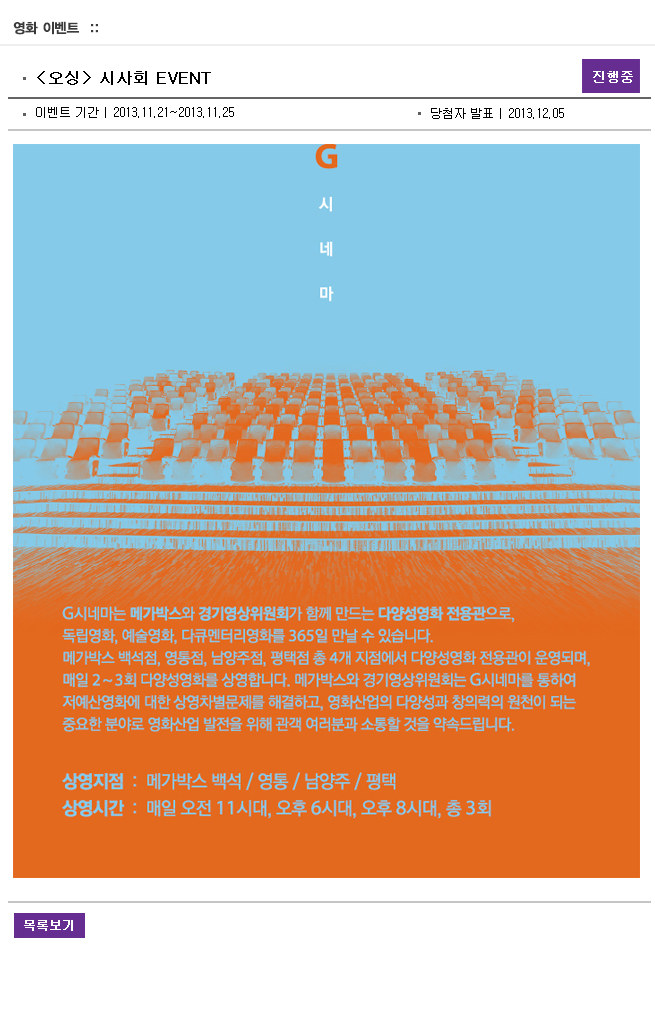 영화 이벤트 ::
<오싱> 시사회 EVENT
진행중
이벤트 기간 | 2013.11.21~2013.11.25
당첨자 발표 | 2013.12.05
G
시
네
마
G시네마는 메가박스와 경기영상위원회가 함께 만드는 다양성영화 전용관으로,
독립영화, 예술영화, 다큐멘터리영화를 365일 만날 수 있습니다.
메가박스 백석점, 영통점, 남양주점, 평택점 총 4개 지점에서 다양성영화 전용관이 운영되며,
매일 2~3회 다양성영화를 상영합니다. 메가박스와 경기영상위원회는 G시네마를 통하여
저예산영화에 대한 상영차별문제를 해결하고, 영화산업의 다양성과 창의력의 원천이 되는
중요한 분야로 영화산업 발전을 위해 관객 여러분과 소통할 것을 약속드립니다.
상영지점 : 메가박스 백석 / 영통 / 남양주 / 평택
상영시간 : 매일 오전 11시대, 오후 6시대, 오후 8시대, 총 3회
목록보기